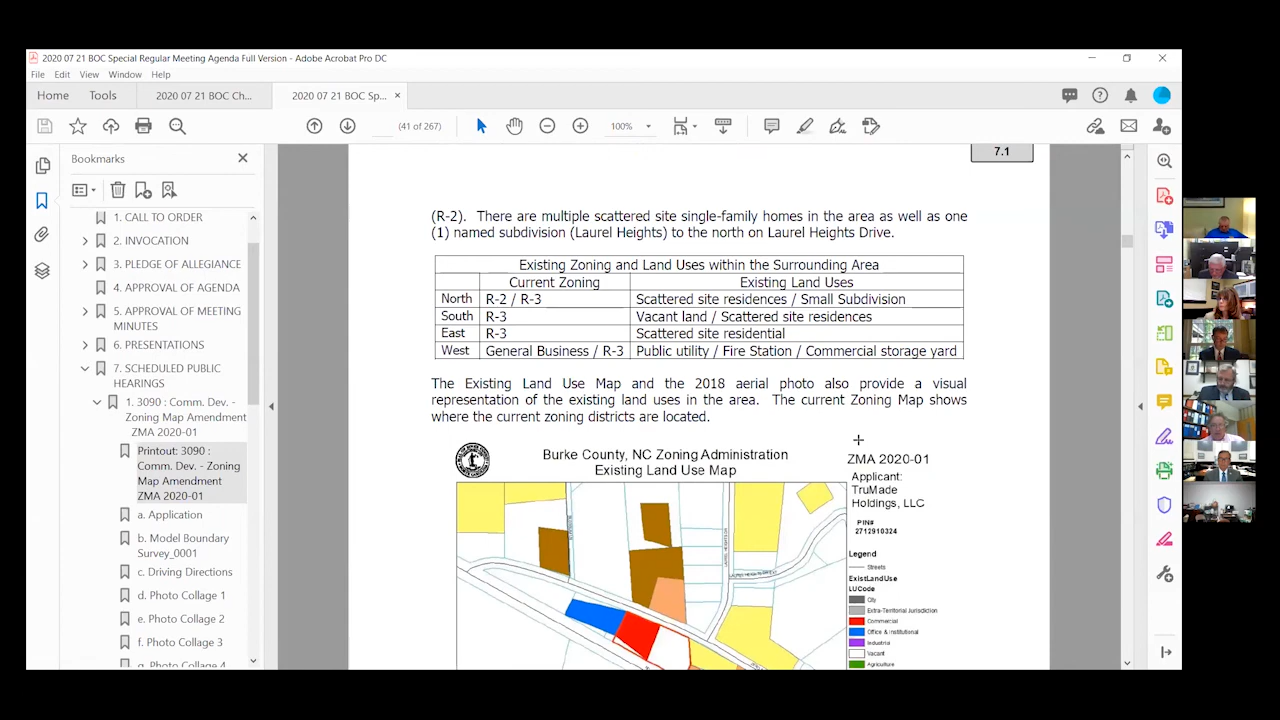 2020 07 21 BOC Special Regular Meeting Agenda Full Version - Adobe Acrobat Pro DC
File Edit View Window Help
Home Tools 2020 07 21 BOC Ch... 2020 07 21 BOC Sp... ×
(41 of 267) 100%
Bookmarks
1. CALL TO ORDER
2. INVOCATION
3. PLEDGE OF ALLEGIANCE
4. APPROVAL OF AGENDA
5. APPROVAL OF MEETING
MINUTES
6. PRESENTATIONS
7. SCHEDULED PUBLIC
HEARINGS
1. 3090 : Comm. Dev. -
Zoning Map Amendment
ZMA 2020-01
Printout: 3090 :
Comm. Dev. - Zoning
Map Amendment
ZMA 2020-01
a. Application
b. Model Boundary
Survey_0001
c. Driving Directions
d. Photo Collage 1
e. Photo Collage 2
f. Photo Collage 3
g. Photo Collage 4
7.1
(R-2). There are multiple scattered site single-family homes in the area as well as one
(1) named subdivision (Laurel Heights) to the north on Laurel Heights Drive.
Existing Zoning and Land Uses within the Surrounding Area
Current Zoning Existing Land Uses
North R-2 / R-3 Scattered site residences / Small Subdivision
South R-3 Vacant land / Scattered site residences
East R-3 Scattered site residential
West General Business / R-3 Public utility / Fire Station / Commercial storage yard
The Existing Land Use Map and the 2018 aerial photo also provide a visual
representation of the existing land uses in the area. The current Zoning Map shows
where the current zoning districts are located.
Burke County, NC Zoning Administration
Existing Land Use Map
ZMA 2020-01
Applicant:
TruMade
Holdings, LLC
PIN#
2712910324
Legend
Streets
ExistLandUse
LUCode
City
Extra-Territorial Jurisdiction
Commercial
Office & Institutional
Industrial
Vacant
Agriculture